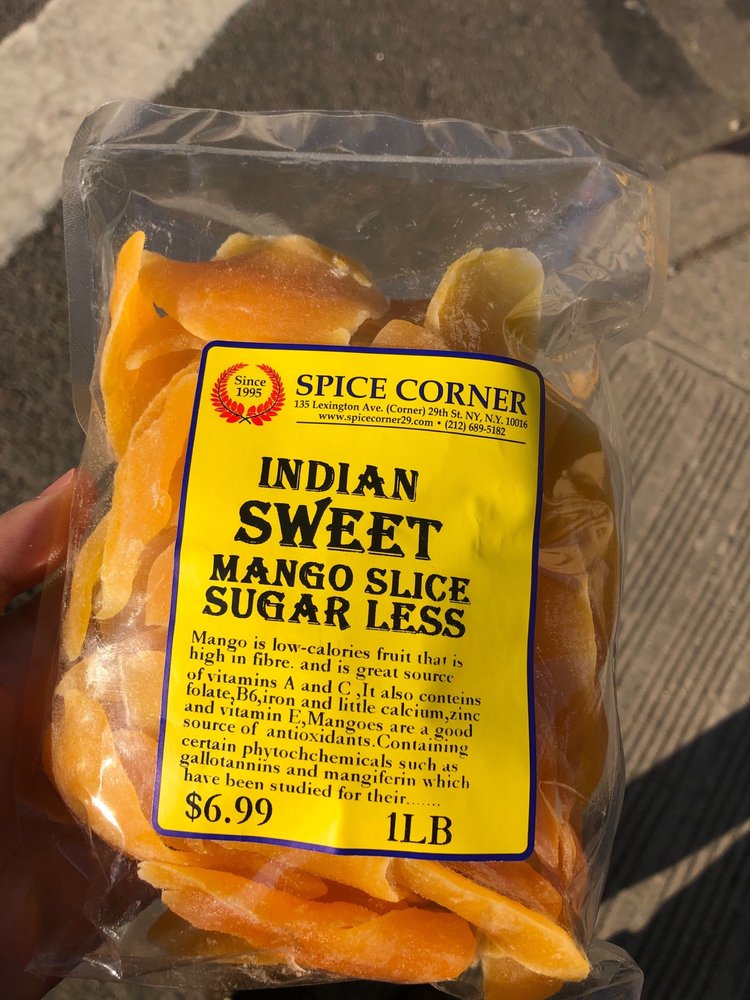 Since
1995
SPICE CORNER
135 Lexington Ave. (Corner) 29th St. NY, N.Y. 10016
www.spicecorner29.com • (212) 689-5182
INDIAN
SWEET
MANGO SLICE
SUGAR LESS
Mango is low-calories fruit that is
high in fibre. and is great source
of vitamins A and C ,It also conteins
folate,B6,iron and little calcium,zinc
and vitamin E,Mangoes are a good
source of antioxidants.Containing
certain phytochchemicals such as
gallotannins and mangiferin which
have been studied for their.......
$6.99 1LB